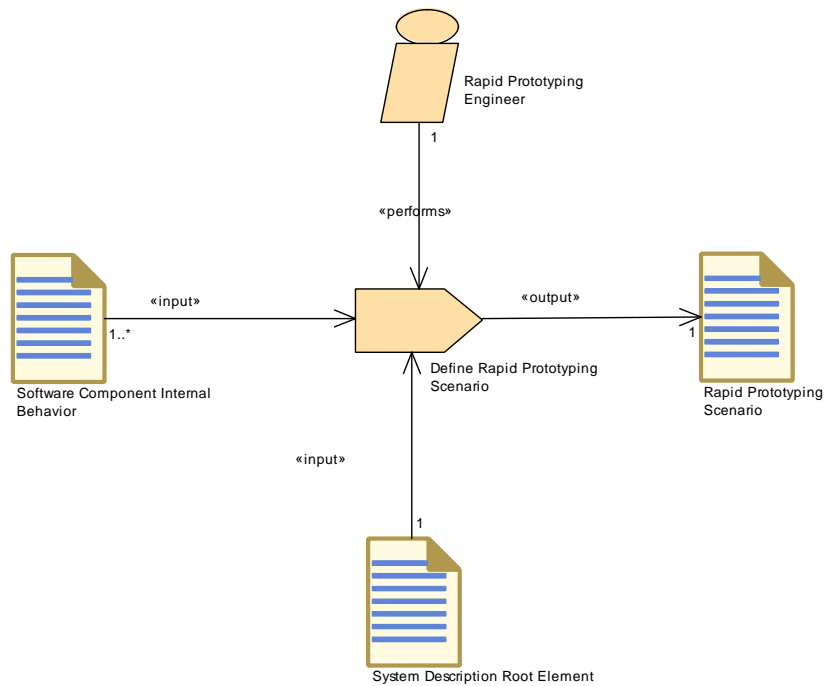 Rapid Prototyping
Engineer
1
«performs»
«input»
«output»
1..*
1
Define Rapid Prototyping
Scenario
Software Component Internal
Behavior
Rapid Prototyping
Scenario
«input»
1
System Description Root Element